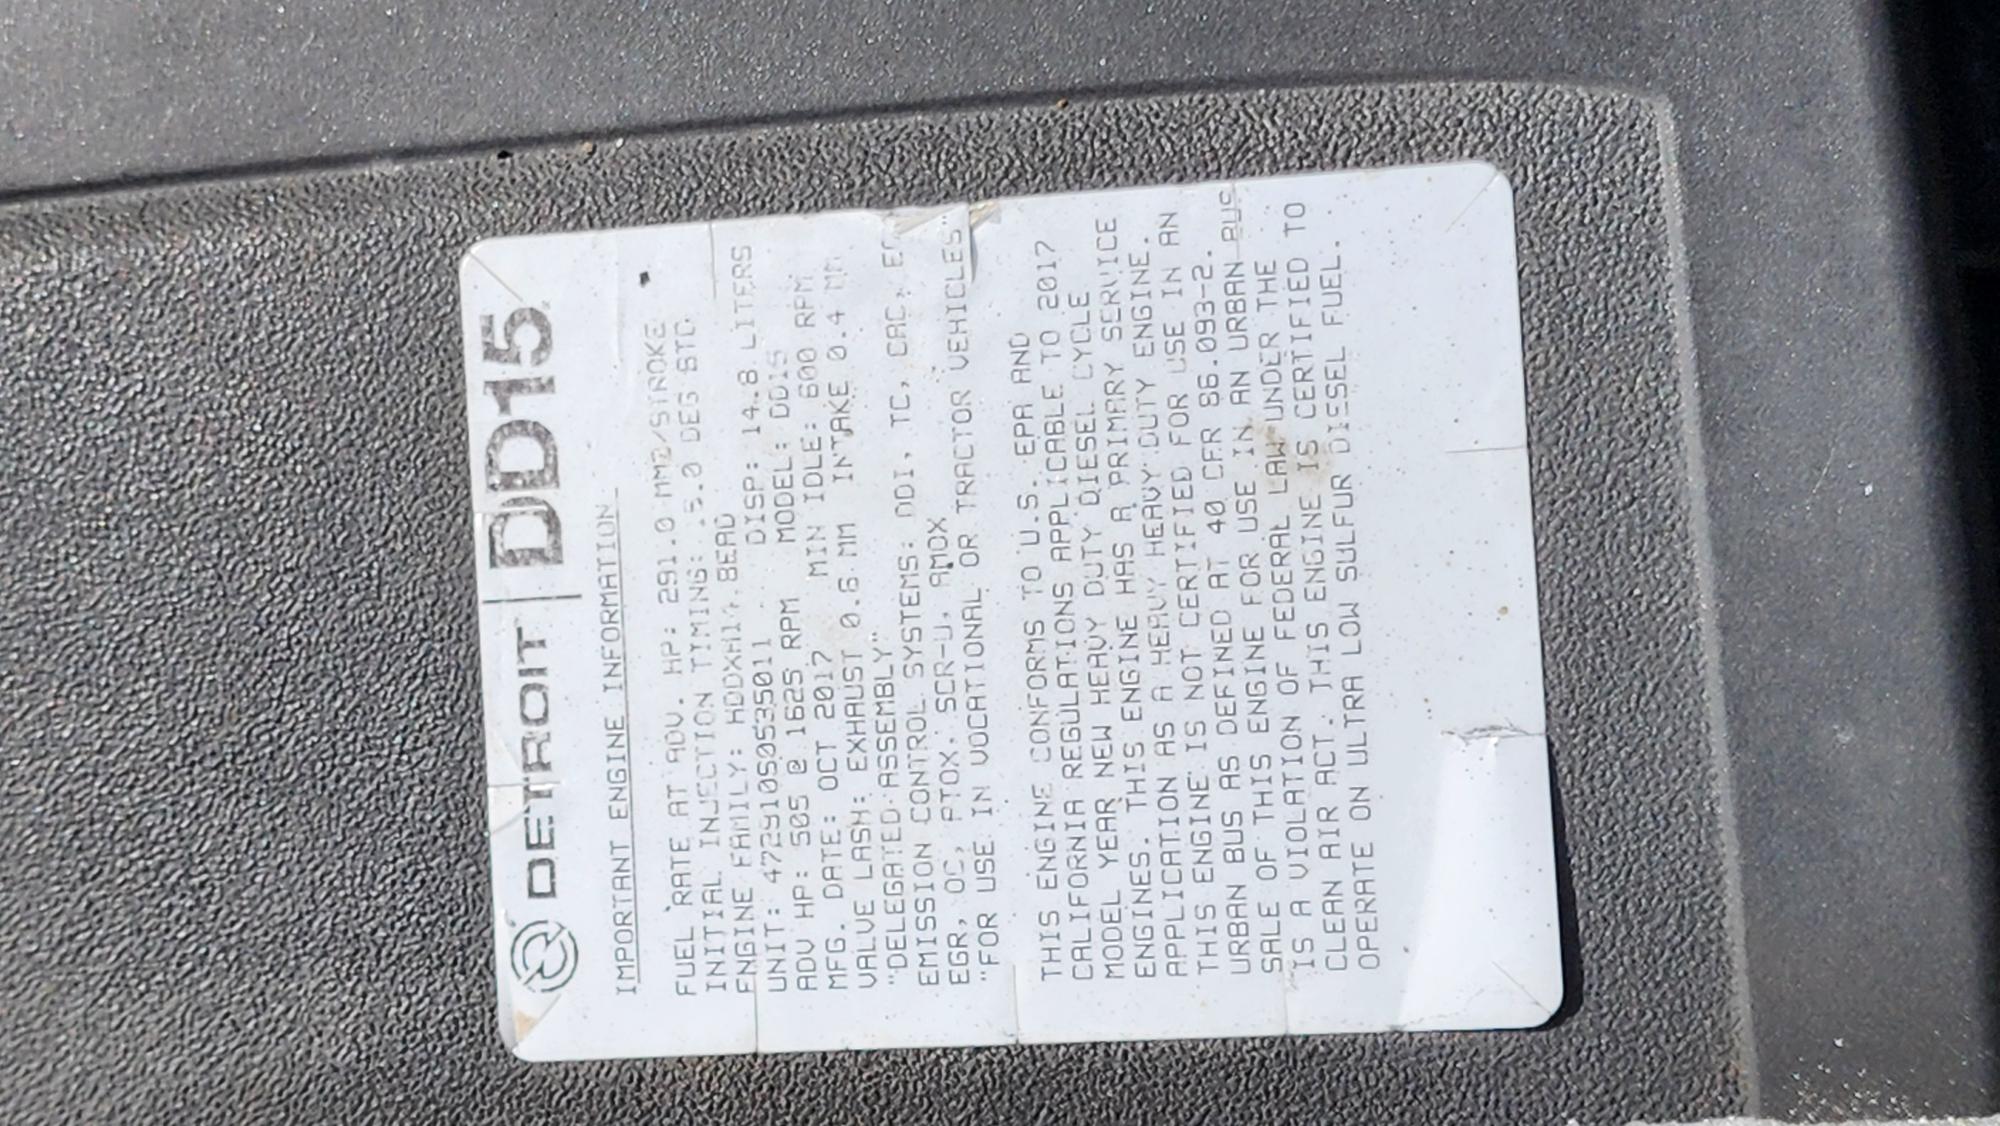 DETROIT | DD15
IMPORTANT ENGINE INFORMATION
FUEL RATE AT ADV. HP: 291.0 MM3/STROKE
INITIAL INJECTION TIMING: 5.0 DEG BTC
ENGINE FAMILY:
UNIT: 472910S0535011 DISP: 14.8 LITERS
ADV HP: 505 @ 1625 RPM MODEL: DD15
MFG. DATE: OCT 2017 MIN IDLE: 600 RPM
VALVE LASH: EXHAUST 0.6 MM INTAKE 0.4 MM
"DELEGATED ASSEMBLY"
EMISSION CONTROL SYSTEMS: DDI, TC, CAC,
EGR, OC, PTOX, SCR-U, AMOX
"FOR USE IN VOCATIONAL OR TRACTOR VEHICLES"
THIS ENGINE CONFORMS TO U.S. EPA AND
CALIFORNIA REGULATIONS APPLICABLE TO 2017
MODEL YEAR NEW HEAVY DUTY DIESEL CYCLE
ENGINES. THIS ENGINE HAS A PRIMARY SERVICE
APPLICATION AS A HEAVY HEAVY DUTY ENGINE.
THIS ENGINE IS NOT CERTIFIED FOR USE IN AN
URBAN BUS AS DEFINED AT 40 CFR 86.093-2.
SALE OF THIS ENGINE FOR USE IN AN URBAN BUS
IS A VIOLATION OF FEDERAL LAW UNDER THE
CLEAN AIR ACT. THIS ENGINE IS CERTIFIED TO
OPERATE ON ULTRA LOW SULFUR DIESEL FUEL.